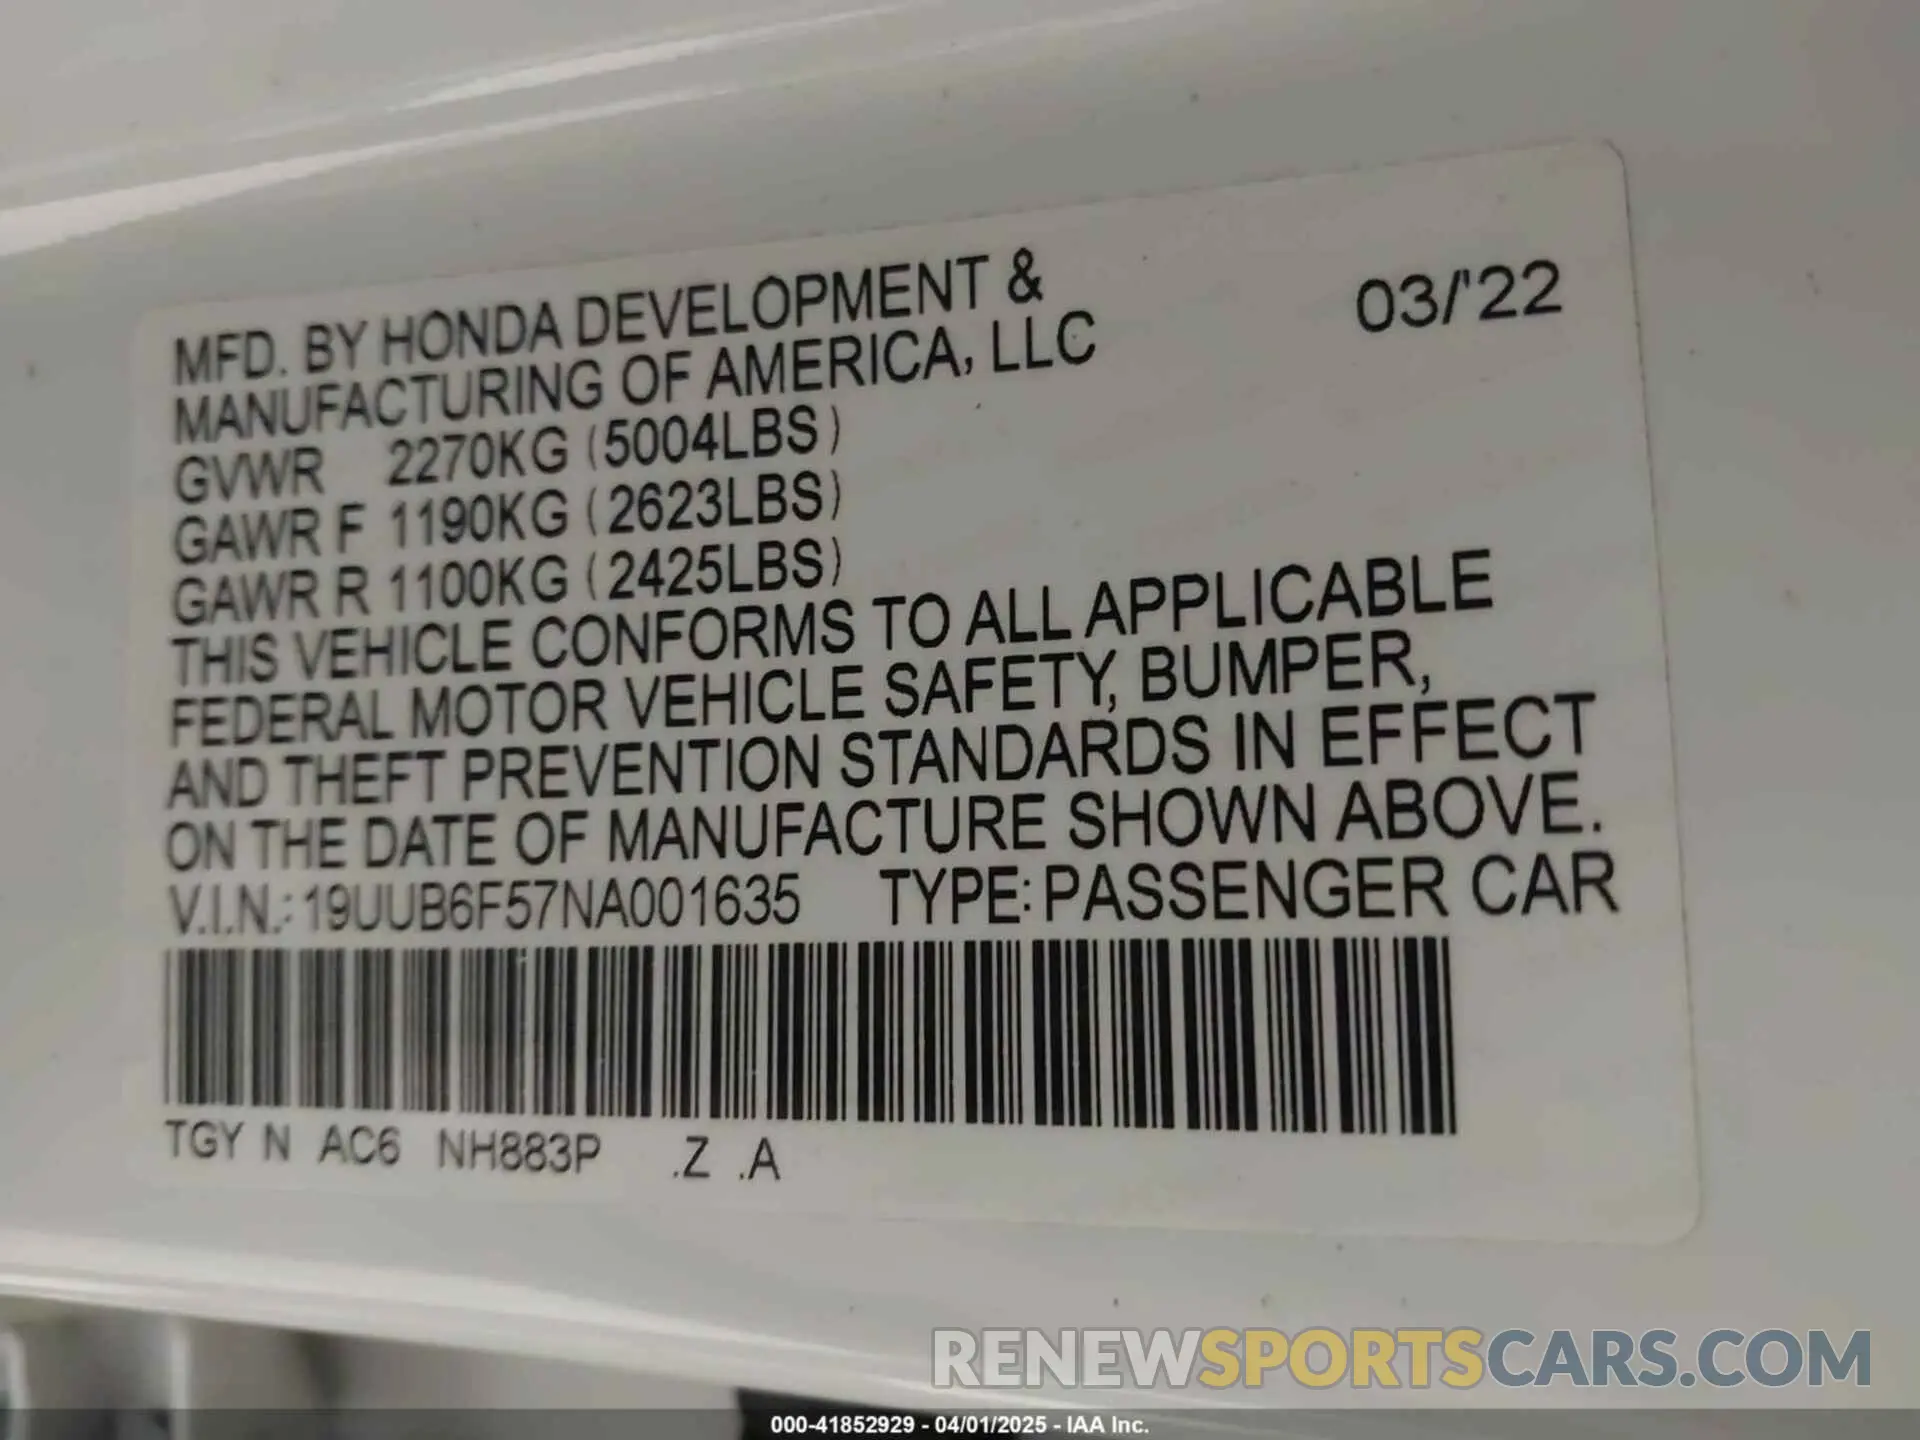 MFD. BY HONDA DEVELOPMENT &
MANUFACTURING OF AMERICA, LLC
03/'22
GVWR 2270KG (5004LBS)
GAWR F 1190KG (2623LBS)
GAWR R 1100KG (2425LBS)
THIS VEHICLE CONFORMS TO ALL APPLICABLE
FEDERAL MOTOR VEHICLE SAFETY, BUMPER,
AND THEFT PREVENTION STANDARDS IN EFFECT
ON THE DATE OF MANUFACTURE SHOWN ABOVE.
V.I.N.: 19UUB6F57NA001635 TYPE: PASSENGER CAR
TGY N AC6 NH883P .Z .A
RENEWSPORTSCARS.COM
000-41852929 - 04/01/2025 - IAA Inc.